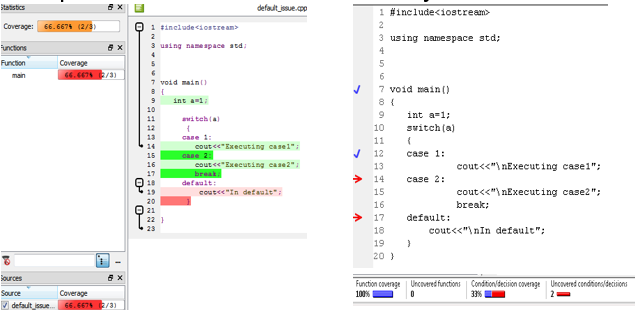 Statistics
Coverage: 66.667% (2/3)
Functions
Function Coverage
main 66.667% (2/3)
Sources
Source Coverage
default_issue... 66.667% (2/3)
default_issue.cpp
1 #include<iostream>
2
3 using namespace std;
4
5
6
7 void main()
8 {
9 int a=1;
10
11 switch(a)
12 {
13 case 1:
14 cout<<"Executing case1";
15 case 2:
16 cout<<"Executing case2";
17 break;
18 default:
19 cout<<"In default";
20 }
21
22 }
23
1 #include<iostream>
2
3 using namespace std;
4
5
6
7 void main()
8 {
9 int a=1;
10 switch(a)
11 {
12 case 1:
13 cout<<"\nExecuting case1";
14 case 2:
15 cout<<"\nExecuting case2";
16 break;
17 default:
18 cout<<"\nIn default";
19 }
20 }
Function coverage Uncovered functions Condition/decision coverage Uncovered conditions/decisions
100% 0 33% 2